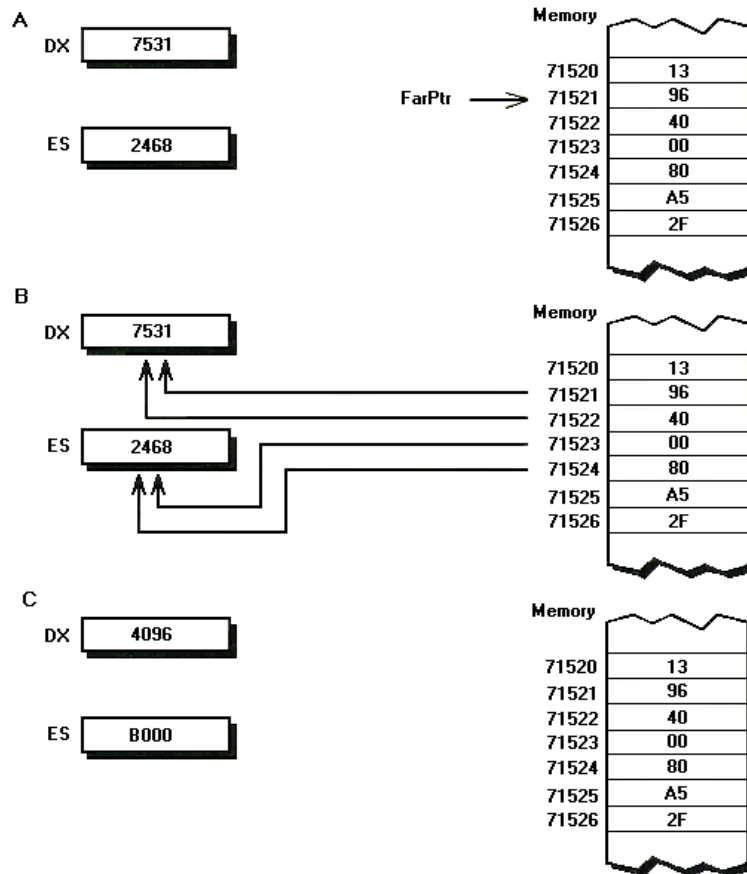 A
Memory
DX 7531
71520 13
FarPtr 71521 96
71522 40
ES 2468
71523 00
71524 80
71525 A5
71526 2F
B
Memory
DX 7531
71520 13
71521 96
71522 40
ES 2468
71523 00
71524 80
71525 A5
71526 2F
C
Memory
DX 4096
71520 13
71521 96
71522 40
ES B000
71523 00
71524 80
71525 A5
71526 2F